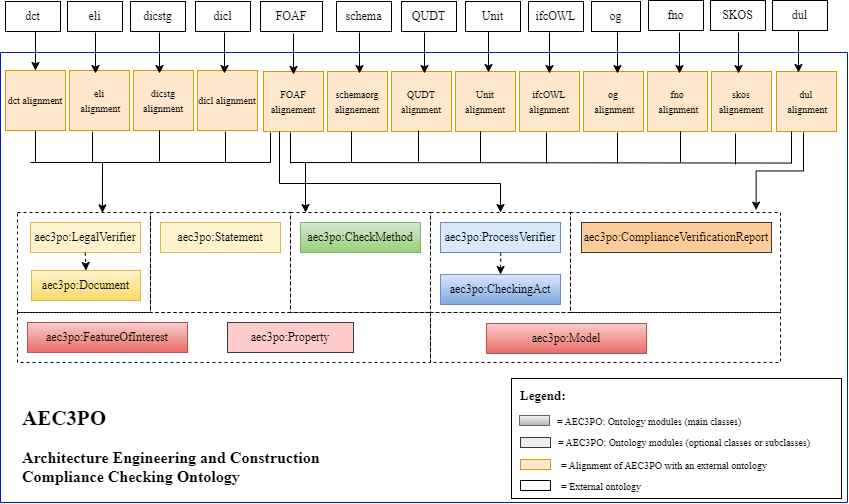 dct eli dicstg dicl FOAF schema QUDT Unit ifcOWL og fno SKOS dul
dct alignment
eli
alignment
dicstg
alignment
dicl alignment
FOAF
alignement
schemaorg
alignement
QUDT
alignment
Unit
alignment
ifcOWL
alingment
og
alignment
fno
alignment
skos
alignement
dul
alignment
aec3po:LegalVerifier
aec3po:Statement
aec3po:CheckMethod
aec3po:ProcessVerifier
aec3po:ComplianceVerificationReport
aec3po:Document
aec3po:CheckingAct
aec3po:FeatureOfInterest
aec3po:Property
aec3po:Model
AEC3PO
Architecture Engineering and Construction
Compliance Checking Ontology
Legend:
= AEC3PO: Ontology modules (main classes)
= AEC3PO: Ontology modules (optional classes or subclasses)
= Alignment of AEC3PO with an external ontology
= External ontology